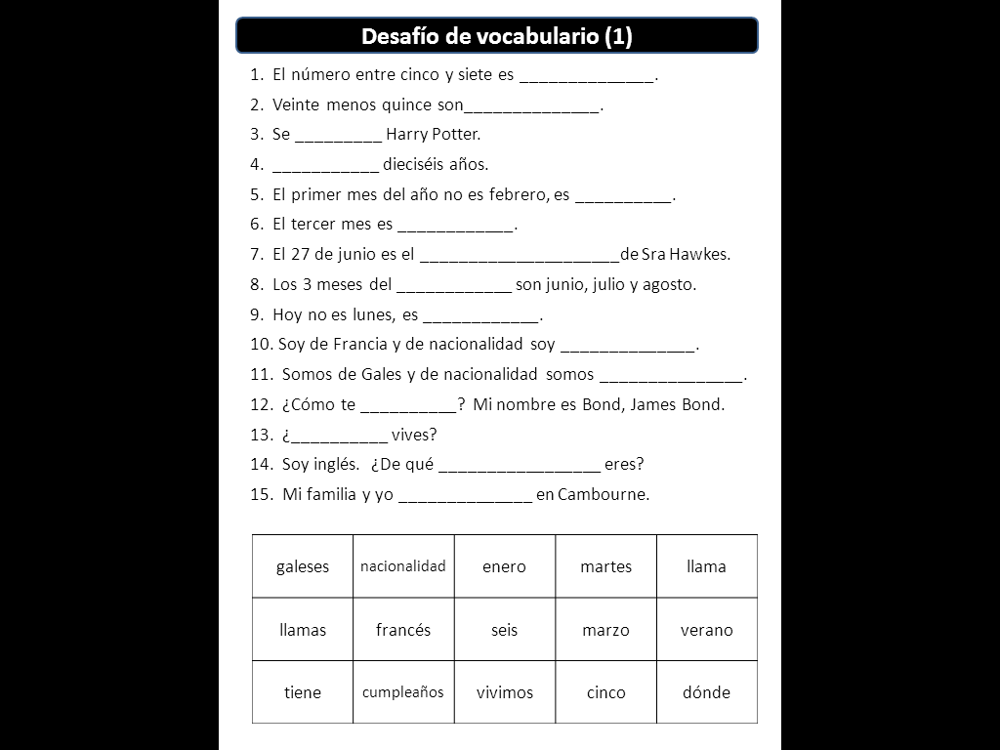 Desafío de vocabulario (1)
1. El número entre cinco y siete es ______________.
2. Veinte menos quince son______________.
3. Se _________ Harry Potter.
4. ___________ dieciséis años.
5. El primer mes del año no es febrero, es __________.
6. El tercer mes es ____________.
7. El 27 de junio es el _____________________de Sra Hawkes.
8. Los 3 meses del ____________ son junio, julio y agosto.
9. Hoy no es lunes, es ____________.
10. Soy de Francia y de nacionalidad soy ______________.
11. Somos de Gales y de nacionalidad somos _______________.
12. ¿Cómo te __________? Mi nombre es Bond, James Bond.
13. ¿__________ vives?
14. Soy inglés. ¿De qué _________________ eres?
15. Mi familia y yo ______________ en Cambourne.
galeses nacionalidad enero martes llama
llamas francés seis marzo verano
tiene cumpleaños vivimos cinco dónde